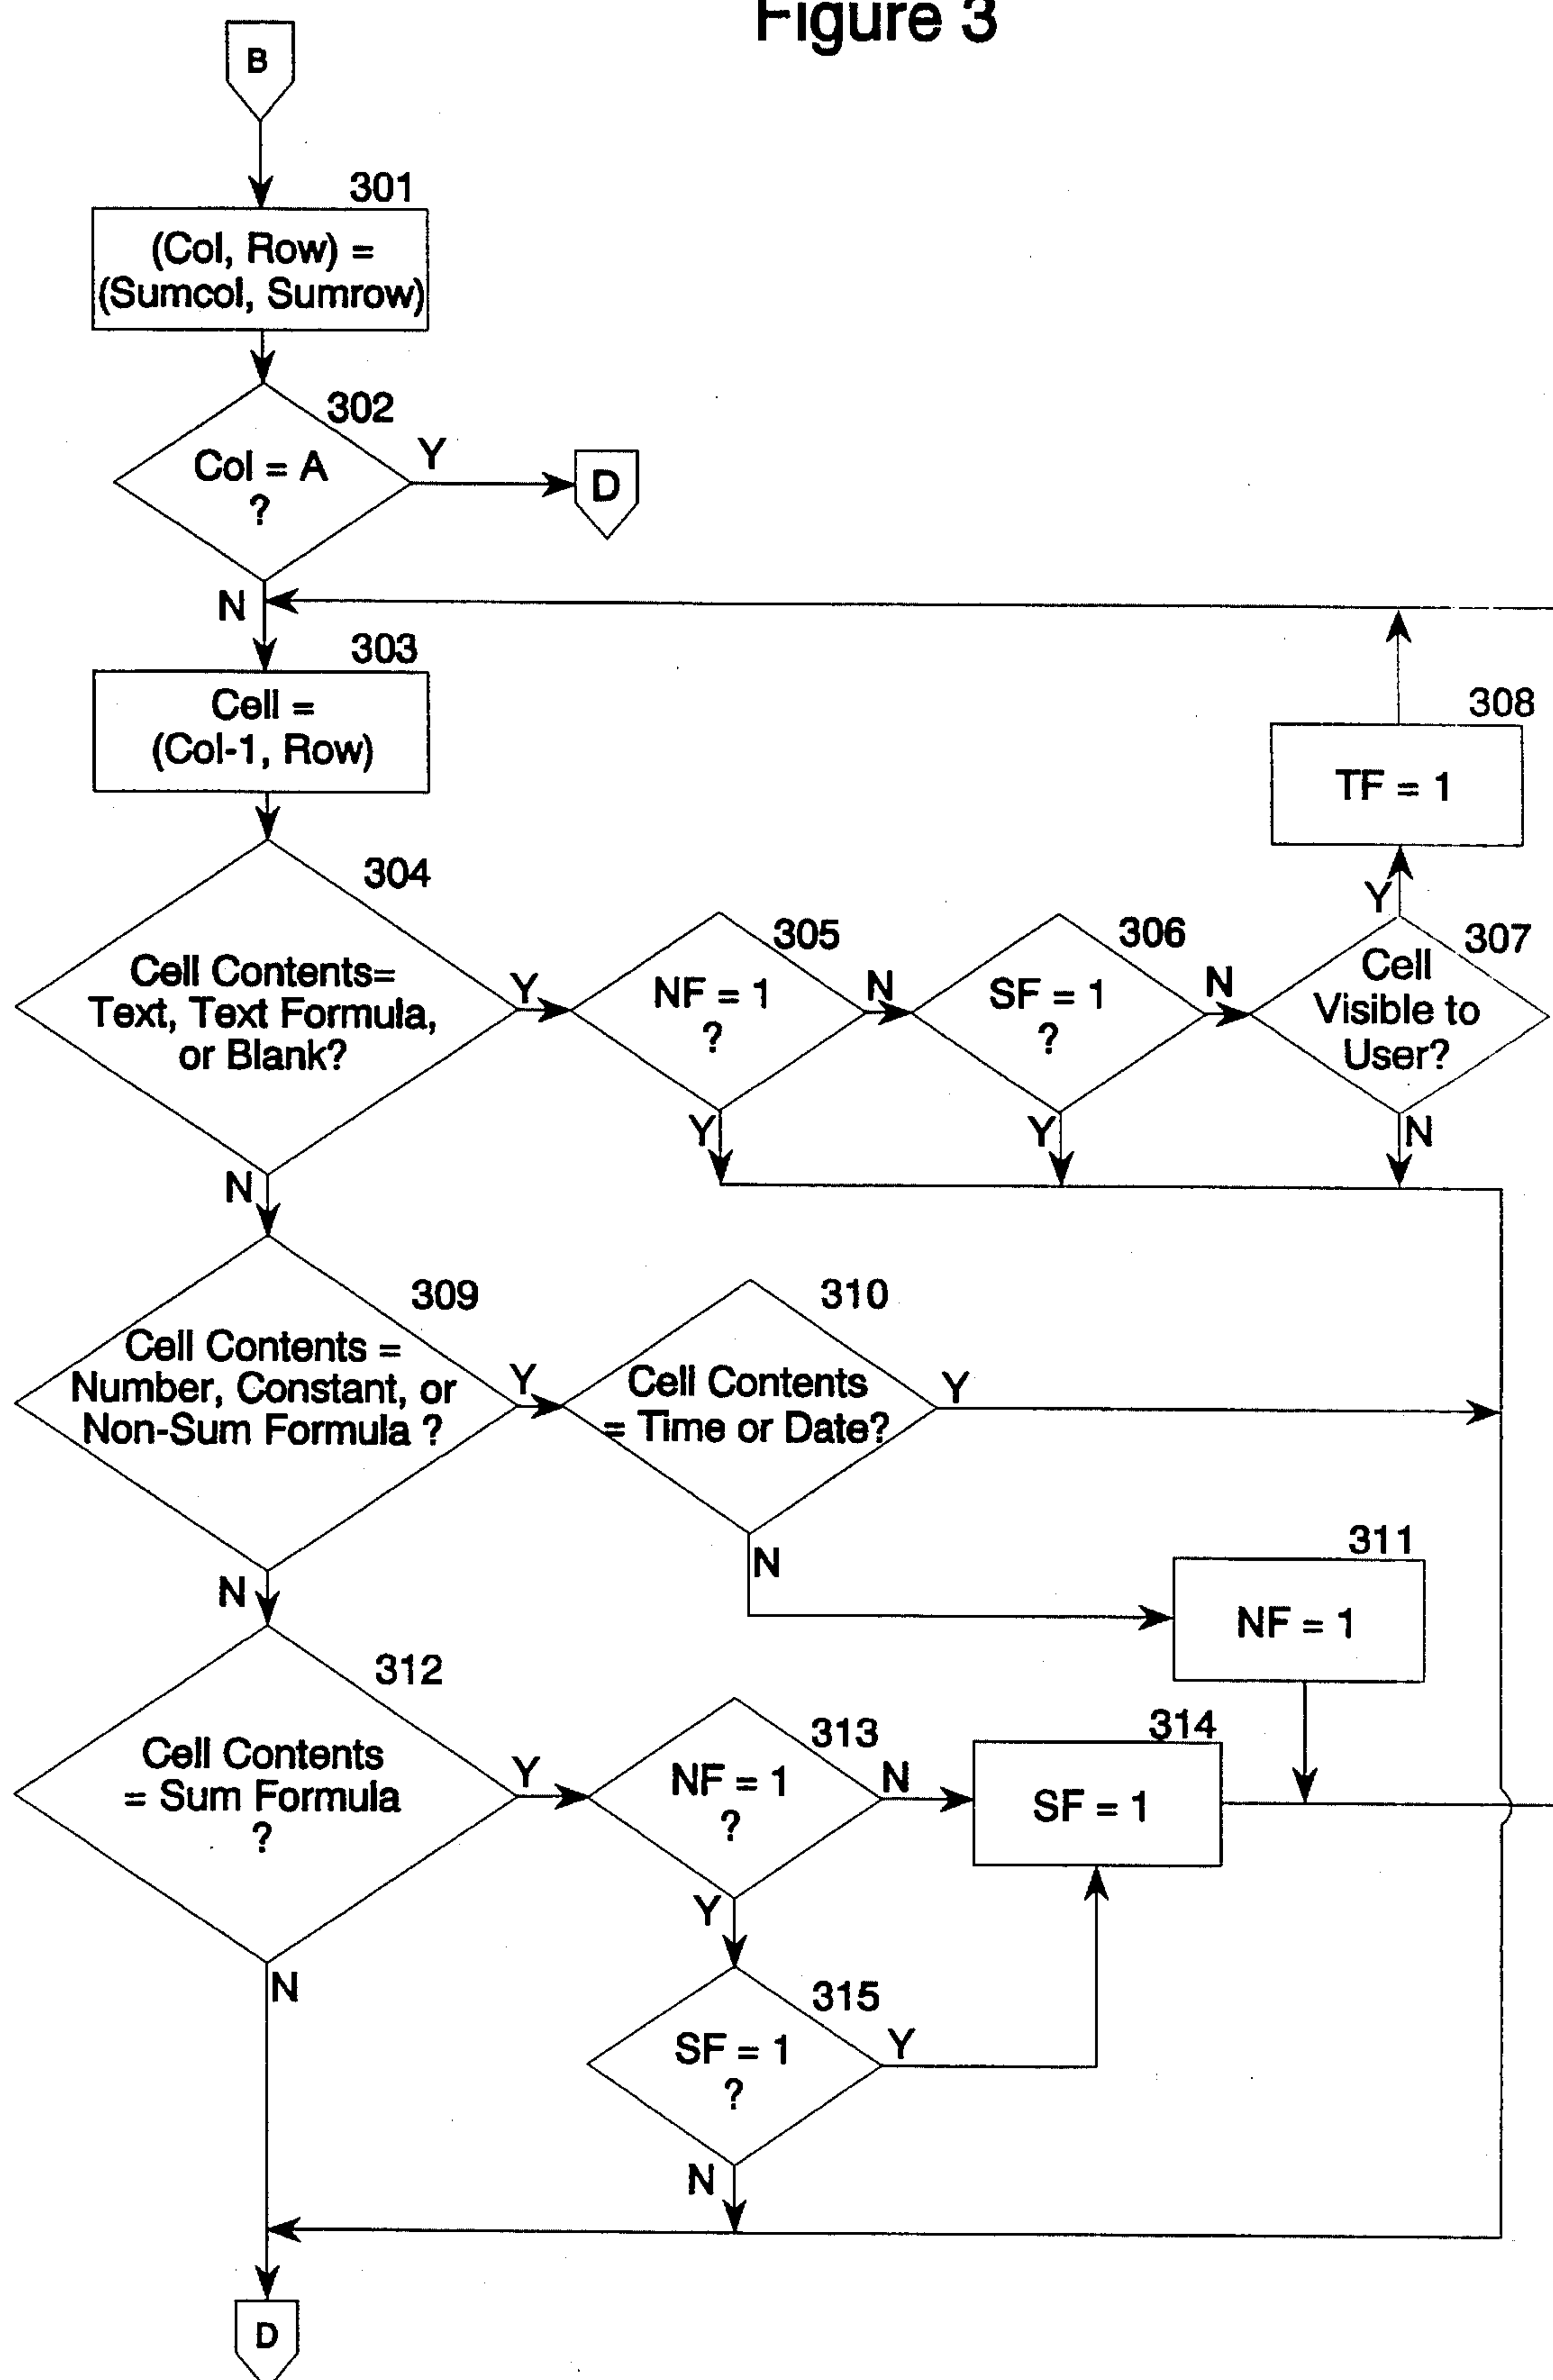 Figure 3
B
301
(Col, Row) =
(Sumcol, Sumrow)
302
Col = A
?
Y
D
N
303
Cell =
(Col-1, Row)
308
TF = 1
Y
304
Cell Contents=
Text, Text Formula,
or Blank?
Y
305
NF = 1
?
N
306
SF = 1
?
N
307
Cell
Visible to
User?
Y
Y
N
N
309
Cell Contents =
Number, Constant, or
Non-Sum Formula ?
Y
310
Cell Contents
= Time or Date?
Y
N
311
NF = 1
N
312
Cell Contents
= Sum Formula
?
Y
313
NF = 1
?
N
314
SF = 1
Y
N
315
SF = 1
?
Y
N
D